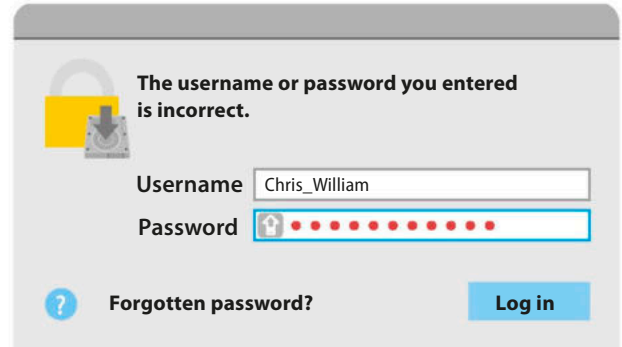 The username or password you entered
is incorrect.
Username Chris_William
Password
? Forgotten password? Log in